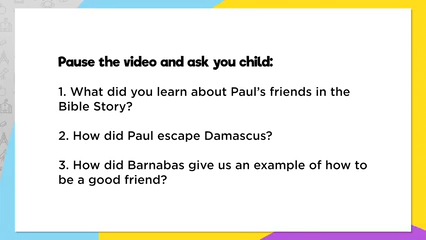 Pause the video and ask you child:
1. What did you learn about Paul's friends in the
Bible Story?
2. How did Paul escape Damascus?
3. How did Barnabas give us an example of how to
be a good friend?